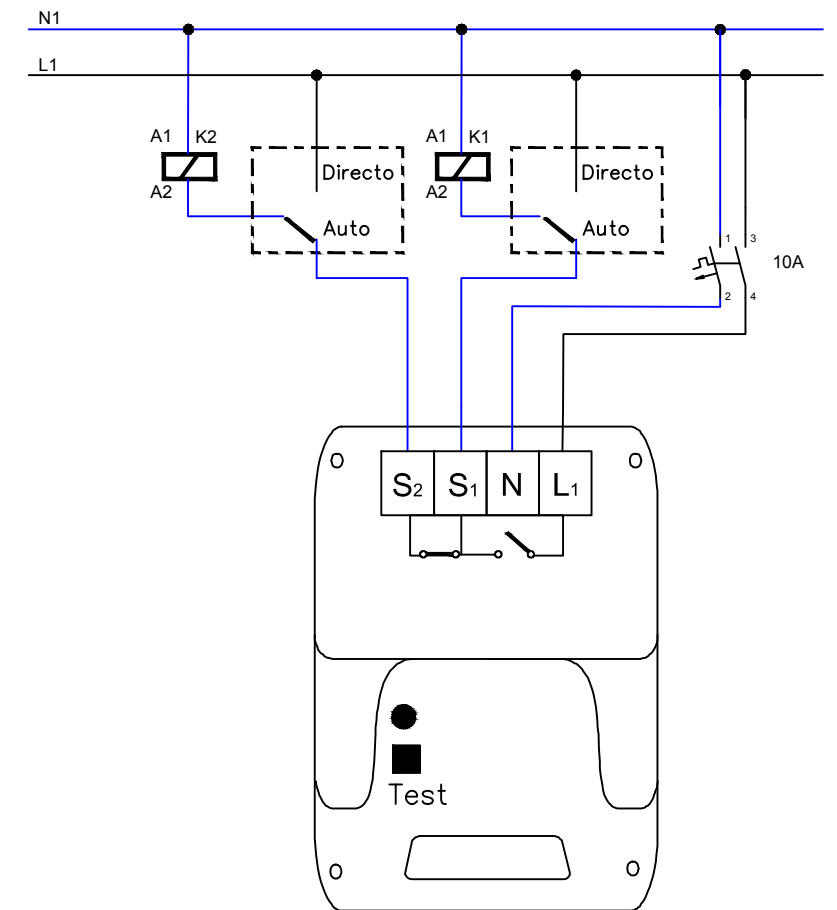 N1
L1
A1 K2
A2
Directo
Auto
A1 K1
A2
Directo
Auto
1 3
10A
2 4
S2 S1 N L1
Test